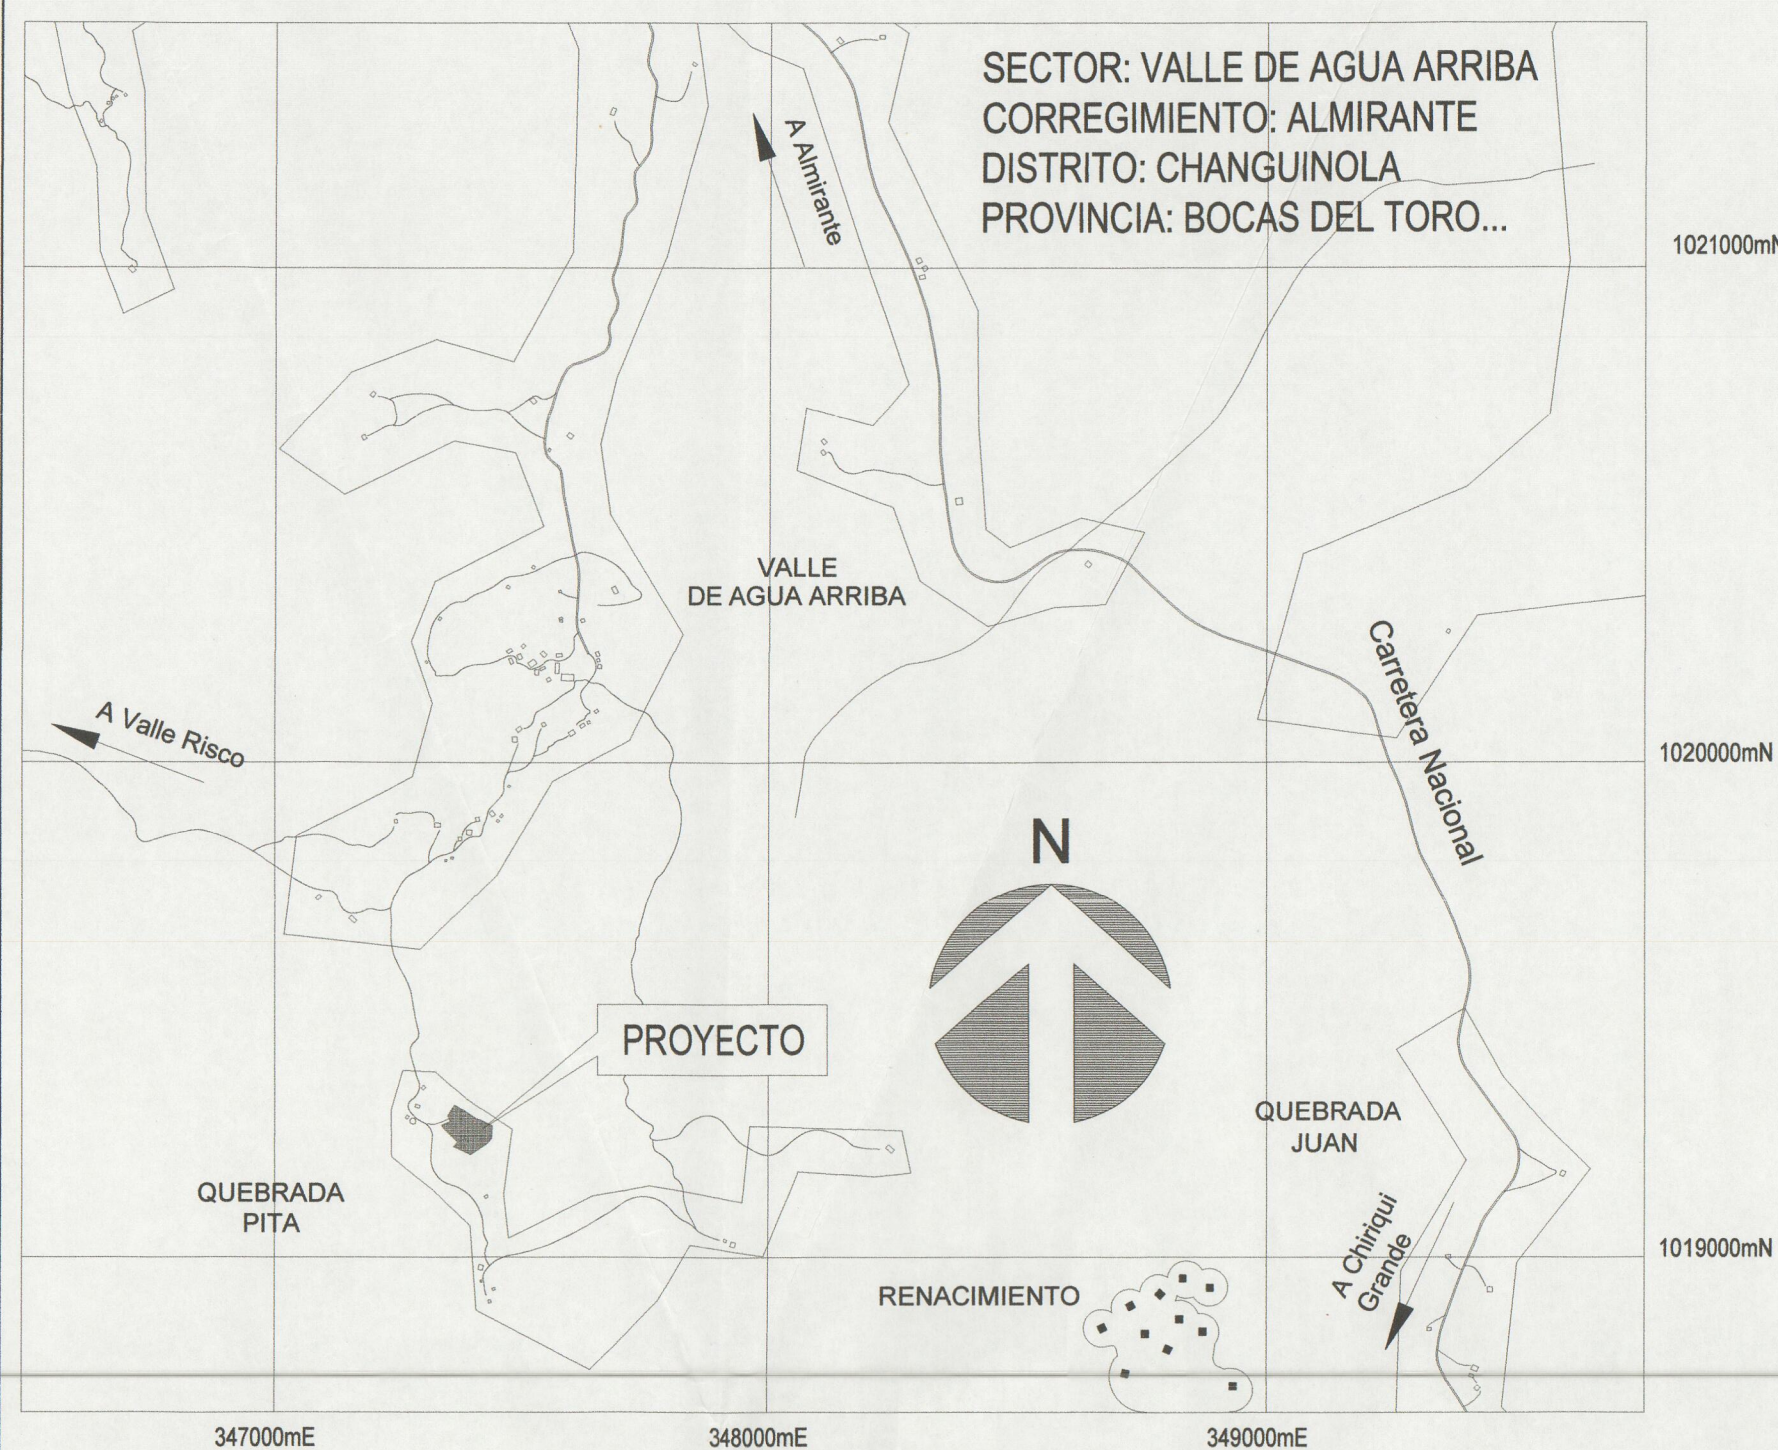 SECTOR: VALLE DE AGUA ARRIBA
CORREGIMIENTO: ALMIRANTE
DISTRITO: CHANGUINOLA
PROVINCIA: BOCAS DEL TORO...
A Almirante
1021000mN
VALLE
DE AGUA ARRIBA
Carretera Nacional
A Valle Risco
1020000mN
N
PROYECTO
QUEBRADA
JUAN
QUEBRADA
PITA
A Chiriqui
Grande
1019000mN
RENACIMIENTO
347000mE
348000mE
349000mE